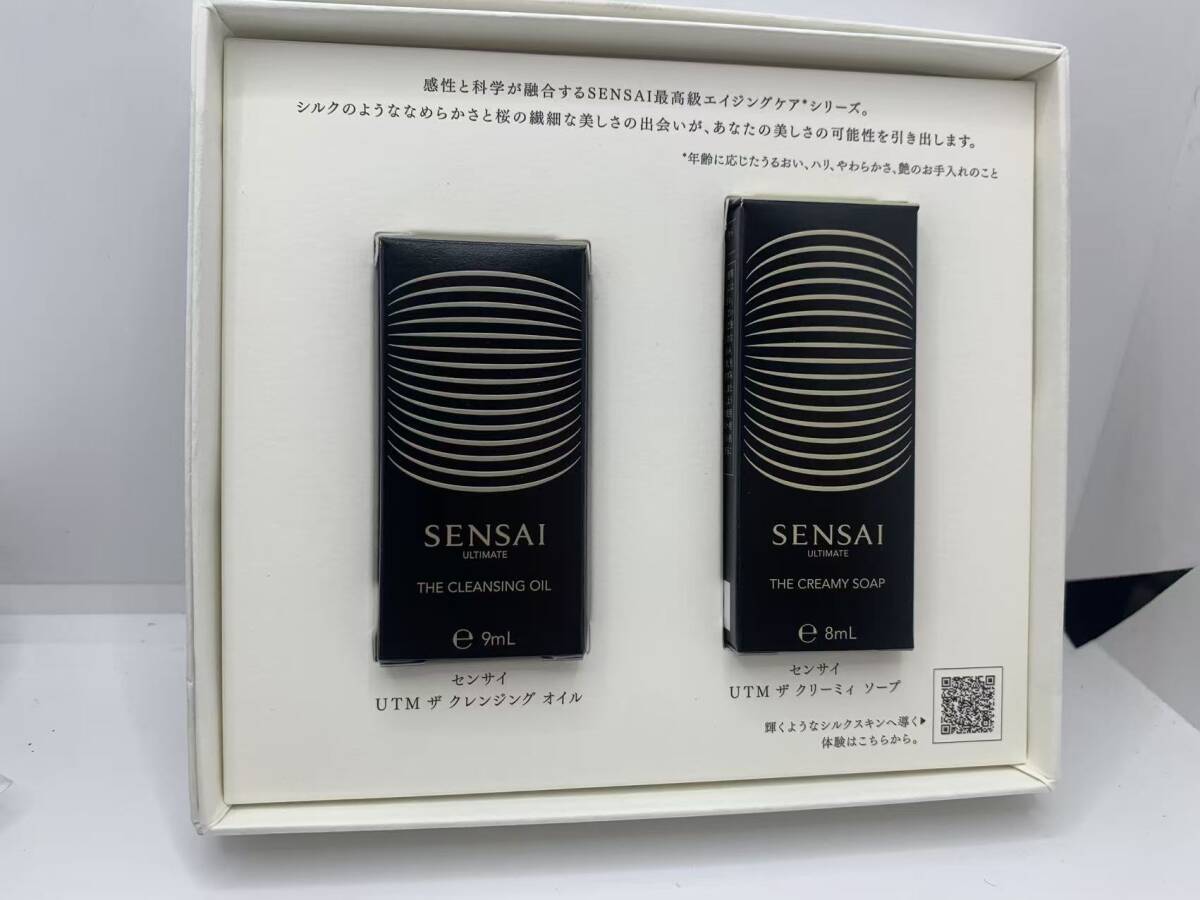 感性と科学が融合するSENSAI最高級エイジングケア*シリーズ。
シルクのようななめらかさと桜の繊細な美しさの出会いが、あなたの美しさの可能性を引き出します。
*年齢に応じたうるおい、ハリ、やわらかさ、艶のお手入れのこと
SENSAI
ULTIMATE
THE CLEANSING OIL
℮ 9mL
センサイ
UTM ザ クレンジング オイル
SENSAI
ULTIMATE
THE CREAMY SOAP
℮ 8mL
センサイ
UTM ザ クリーミィ ソープ
輝くようなシルクスキンへ導く▶
体験はこちらから。